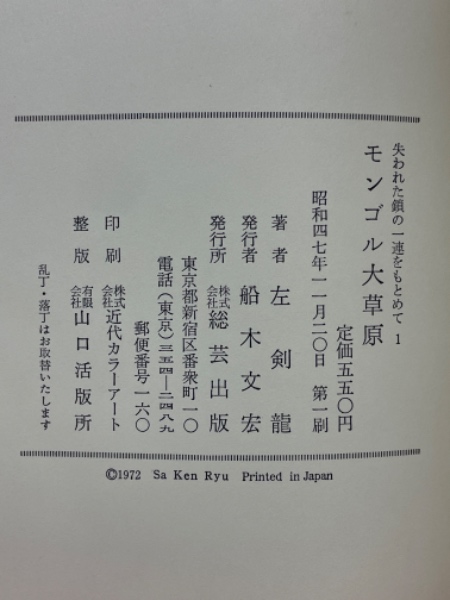 失われた鎖の一連をもとめて 1
モンゴル大草原
定価五五〇円
昭和四七年一一月二〇日 第一刷
著者 左剣龍
発行者 船木文宏
発行所 株式会社 総芸出版
東京都新宿区番衆町一〇
電話(東京)三五四―二四八九
郵便番号一六〇
印刷 株式会社 近代カラーアート
整版 有限会社 山口活版所
乱丁・落丁はお取替いたします
©1972 Sa Ken Ryu Printed in Japan